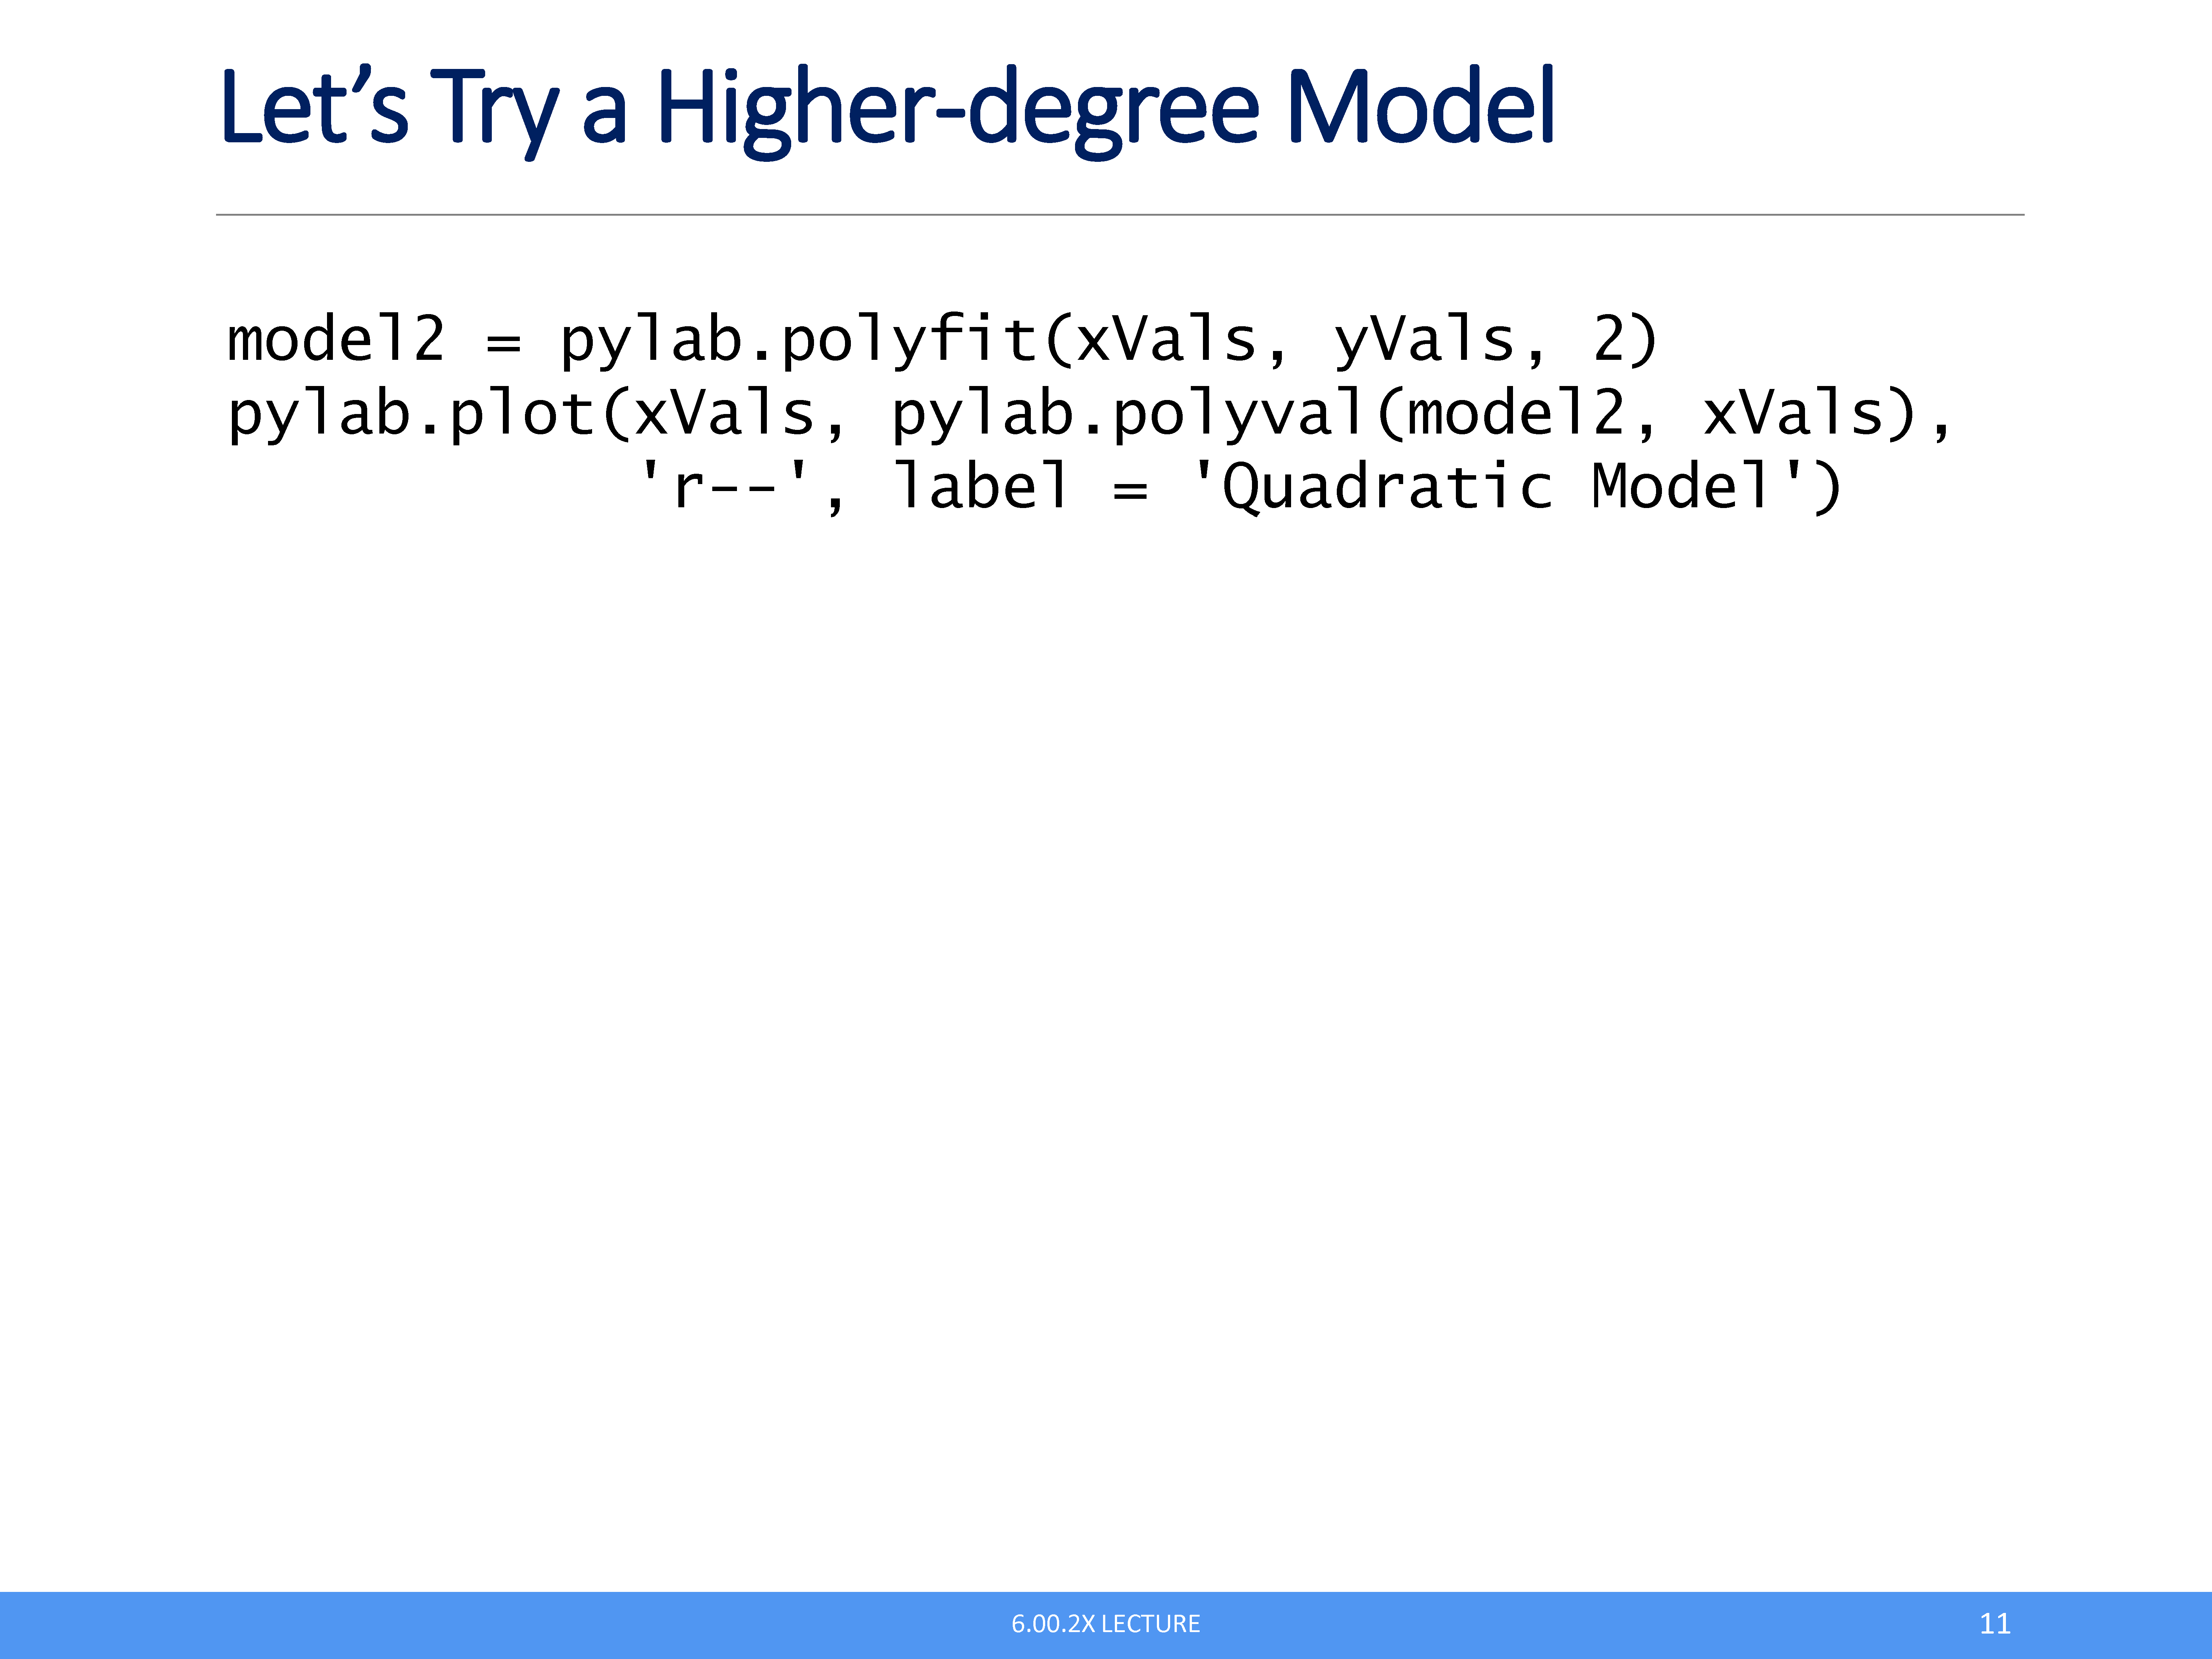 Let’s Try a Higher-degree Model
model2 = pylab.polyfit(xVals, yVals, 2)
pylab.plot(xVals, pylab.polyval(model2, xVals),
'r--', label = 'Quadratic Model')
6.00.2X LECTURE
11